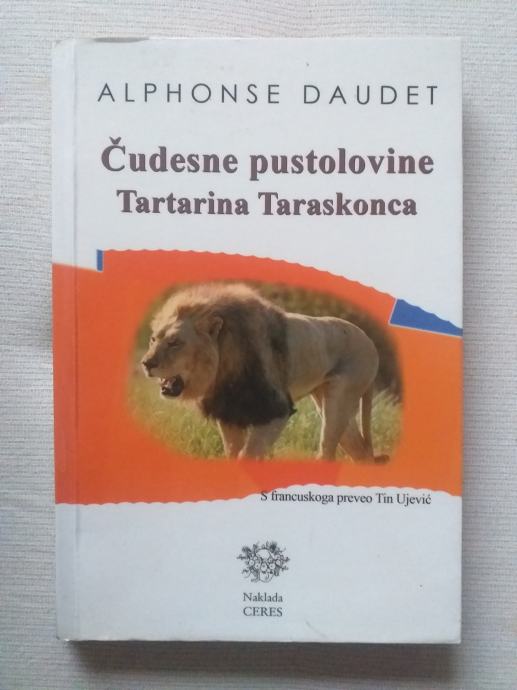 ALPHONSE DAUDET
Čudesne pustolovine
Tartarina Taraskonca
S francuskoga preveo Tin Ujević
Naklada
CERES